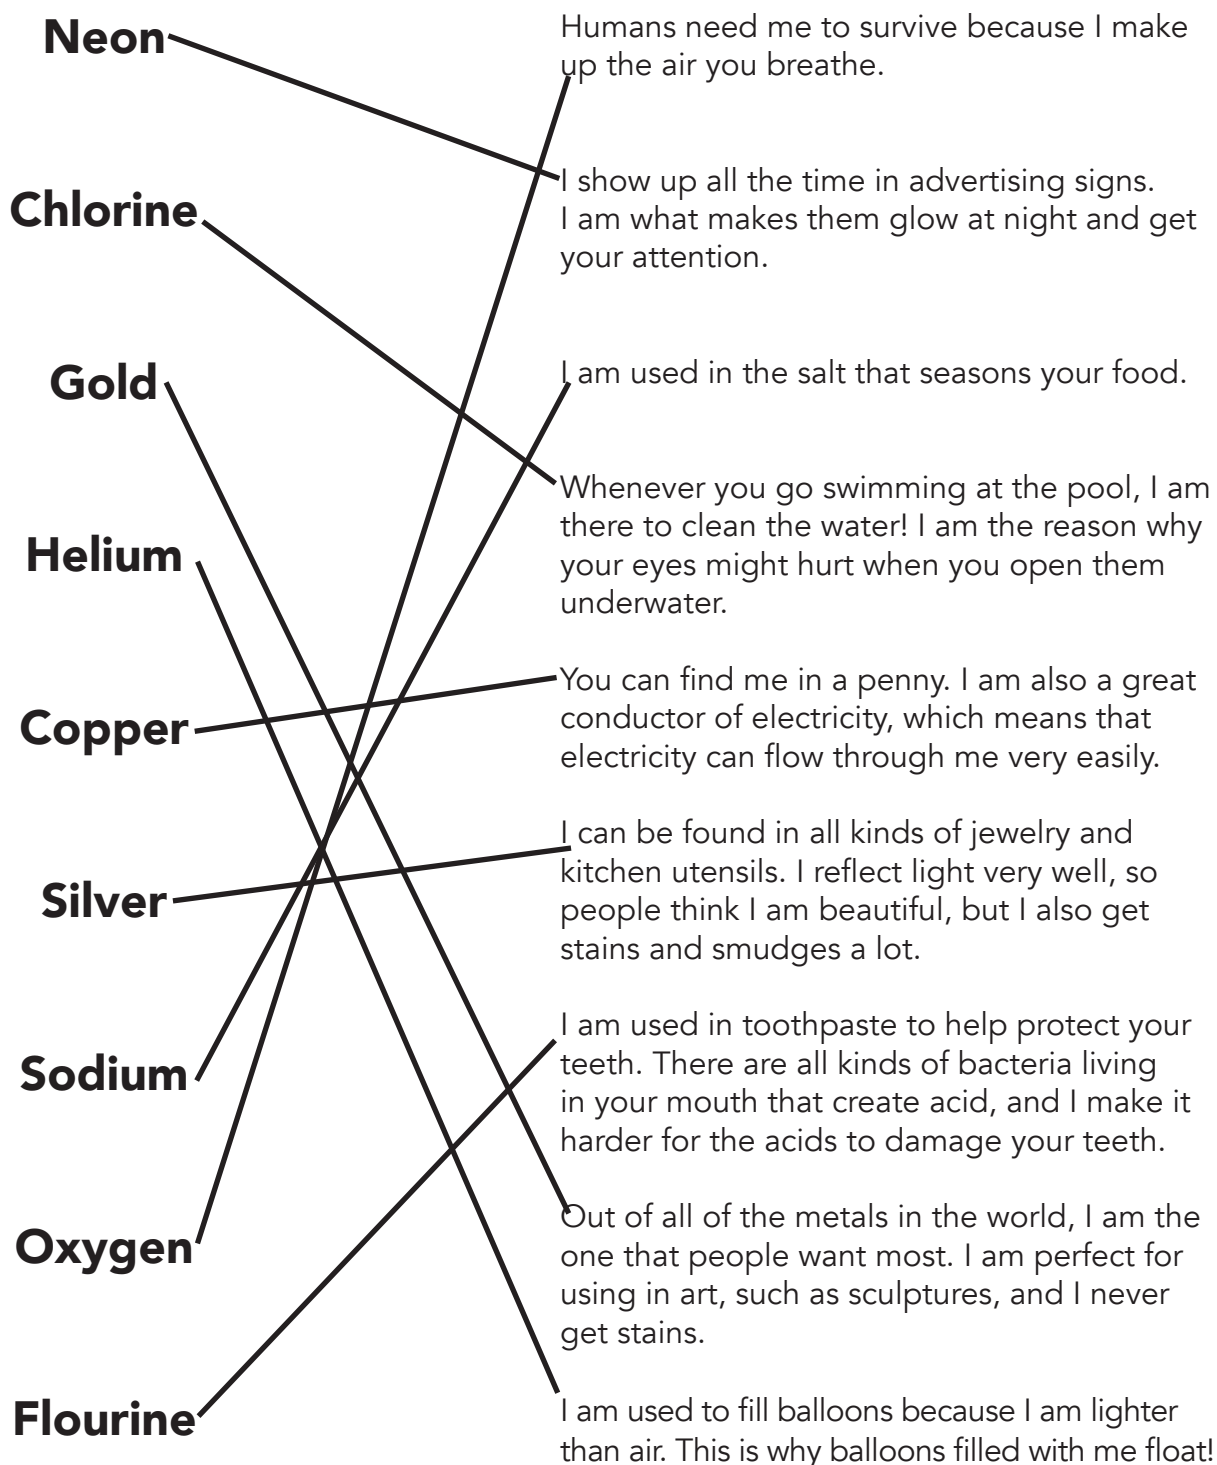 Neon
Chlorine
Gold
Helium
Copper
Silver
Sodium
Oxygen
Flourine
Humans need me to survive because I make
up the air you breathe.
I show up all the time in advertising signs.
I am what makes them glow at night and get
your attention.
I am used in the salt that seasons your food.
Whenever you go swimming at the pool, I am
there to clean the water! I am the reason why
your eyes might hurt when you open them
underwater.
You can find me in a penny. I am also a great
conductor of electricity, which means that
electricity can flow through me very easily.
I can be found in all kinds of jewelry and
kitchen utensils. I reflect light very well, so
people think I am beautiful, but I also get
stains and smudges a lot.
I am used in toothpaste to help protect your
teeth. There are all kinds of bacteria living
in your mouth that create acid, and I make it
harder for the acids to damage your teeth.
Out of all of the metals in the world, I am the
one that people want most. I am perfect for
using in art, such as sculptures, and I never
get stains.
I am used to fill balloons because I am lighter
than air. This is why balloons filled with me float!